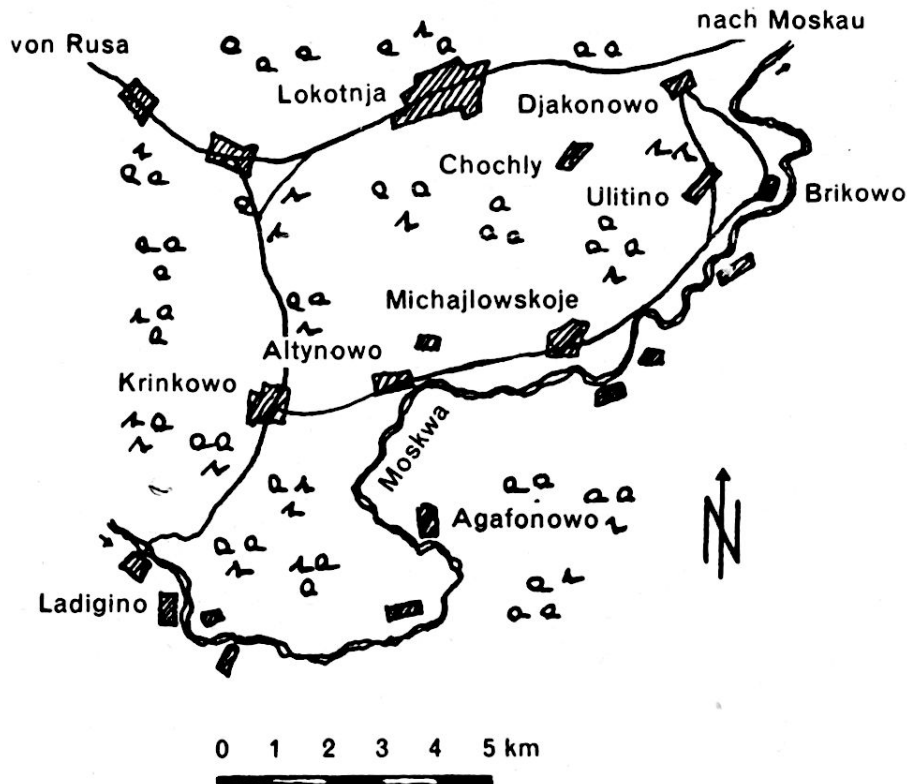 nach Moskau
von Rusa
Lokotnja
Djakonowo
Chochly
Ulitino
Brikowo
Michajlowskoje
Altynowo
Krinkowo
Moskwa
Agafonowo
N
Ladigino
0 1 2 3 4 5 km